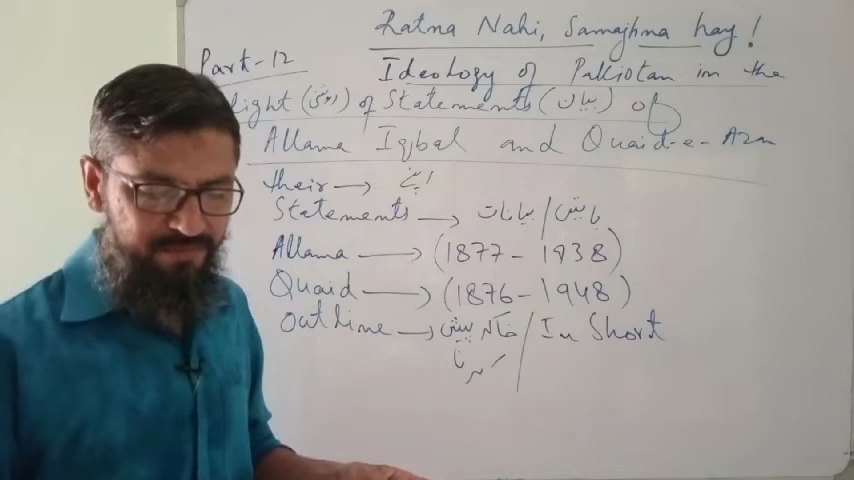 Ratna Nahi, Samajhna hay!
Part-12
Ideology of Pakistan in the
light (روشنی) of Statements (بیان) of
Allama Iqbal and Quaid-e-Azam
their → اپنے
Statements → بیانات / باتیں
Allama → (1877 - 1938)
Quaid → (1876 - 1948)
Outline → خاکہ پیش / In Short
کرنا